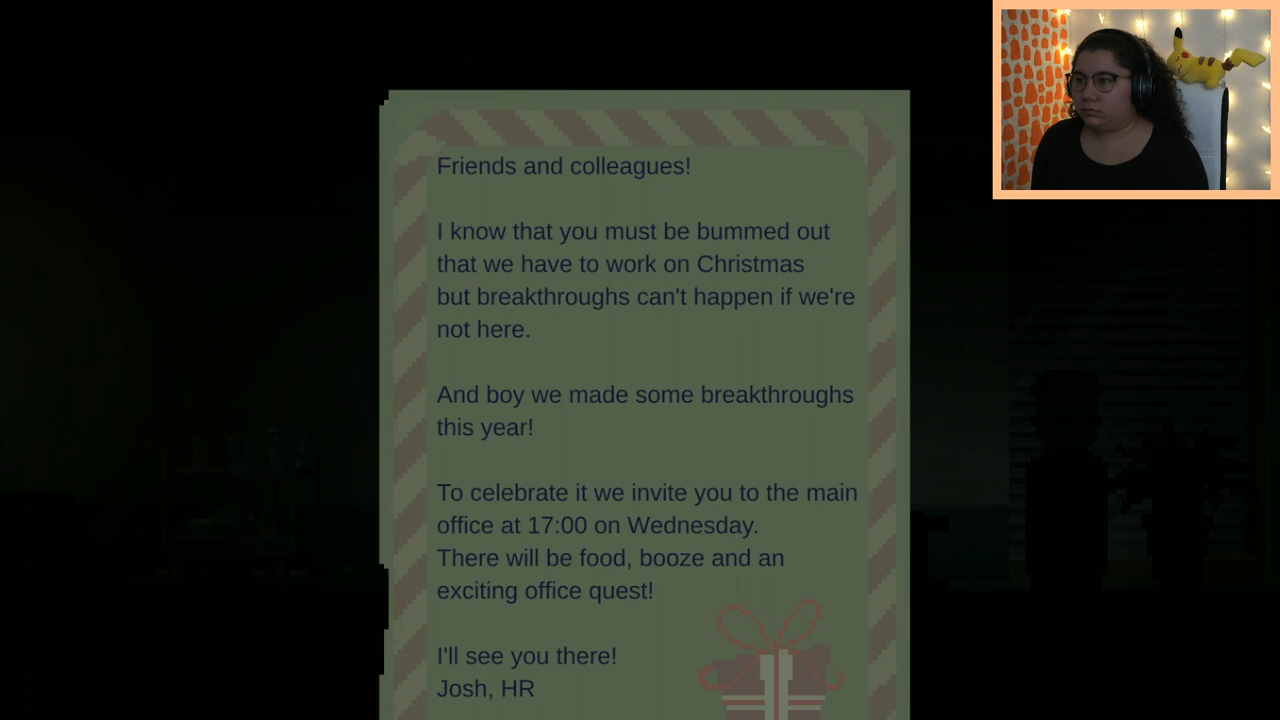 Friends and colleagues!
I know that you must be bummed out
that we have to work on Christmas
but breakthroughs can't happen if we're
not here.
And boy we made some breakthroughs
this year!
To celebrate it we invite you to the main
office at 17:00 on Wednesday.
There will be food, booze and an
exciting office quest!
I'll see you there!
Josh, HR